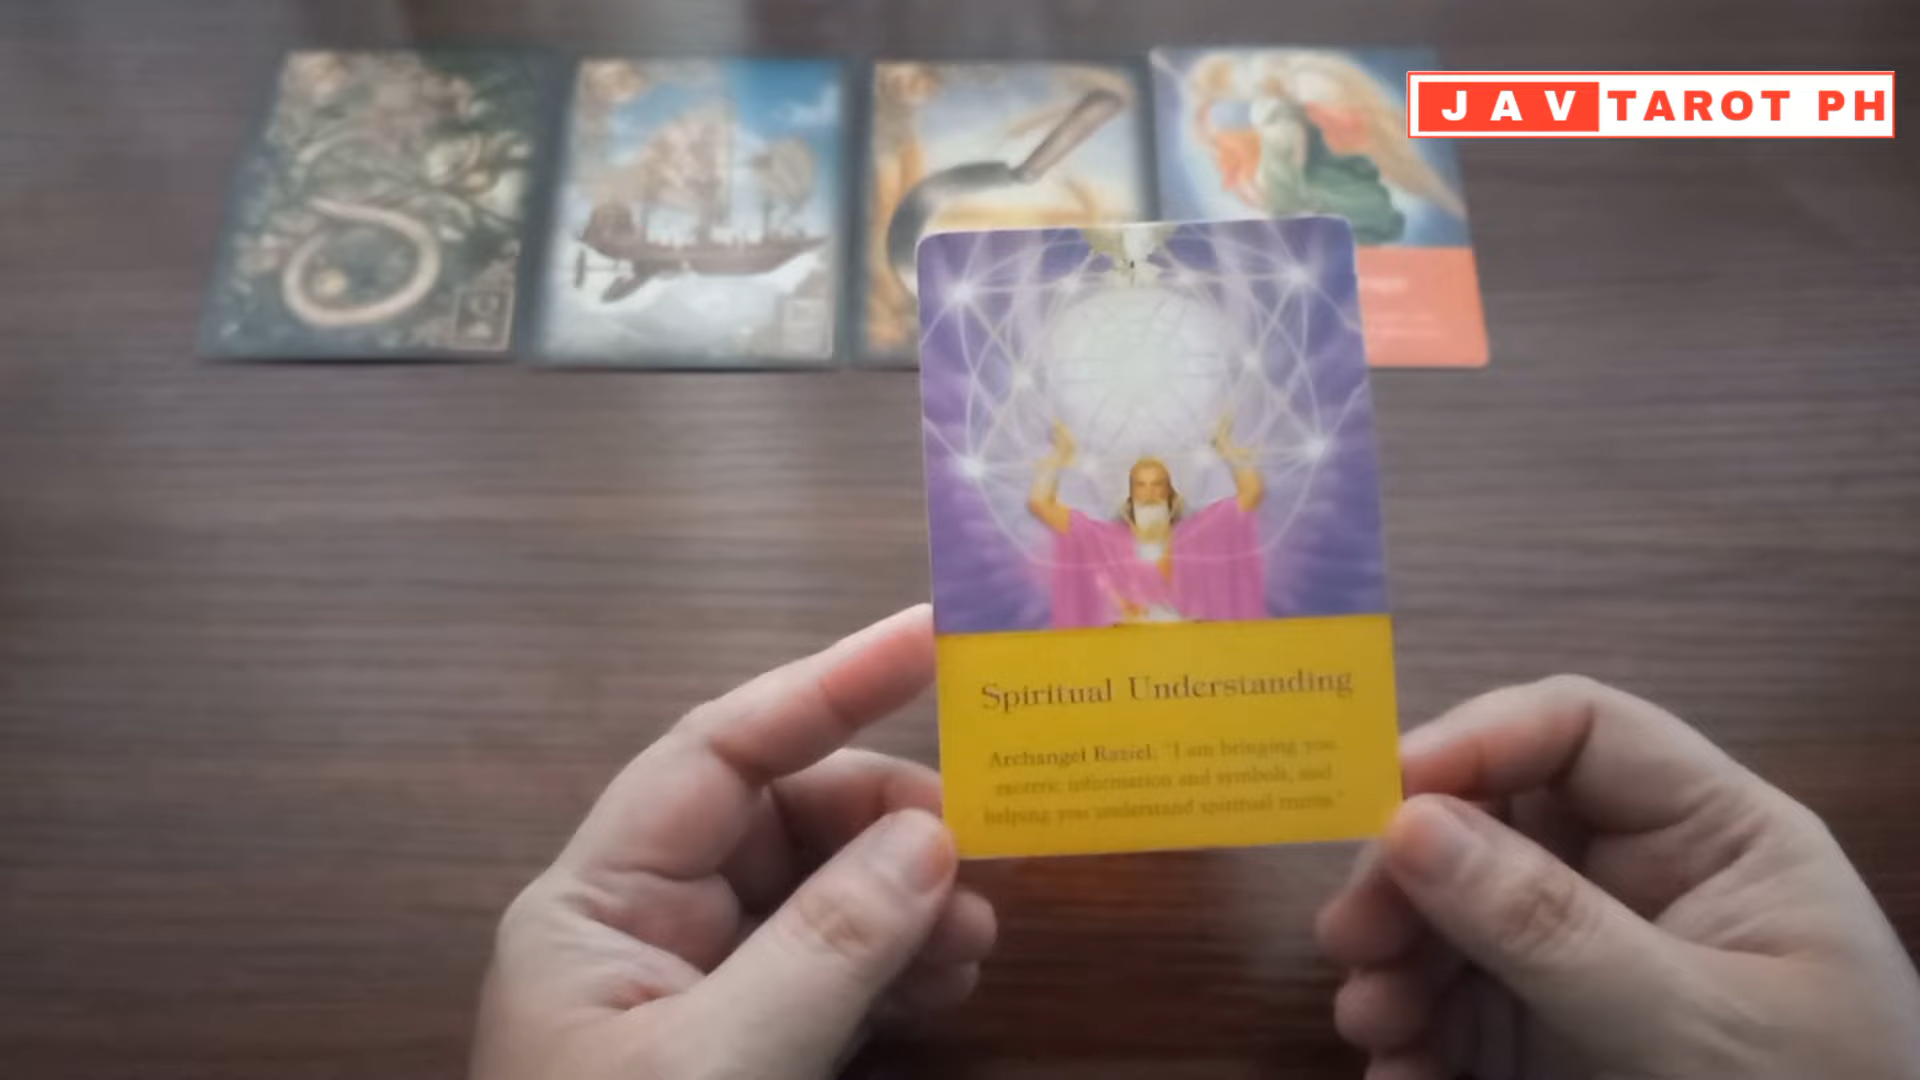 JAV TAROT PH
Spiritual Understanding
Archangel Raziel: "I am bringing you
esoteric information and symbols, and
helping you understand spiritual truths."